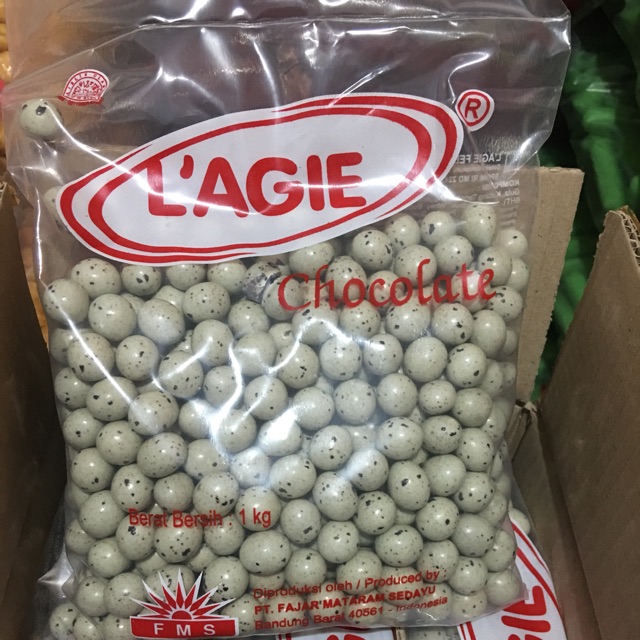 L'AGIE ®
Chocolate
Berat Bersih : 1 kg
Diproduksi oleh / Produced by :
PT. FAJAR MATARAM SEDAYU
Bandung Barat 40561 - Indonesia
FMS
L'AGIE